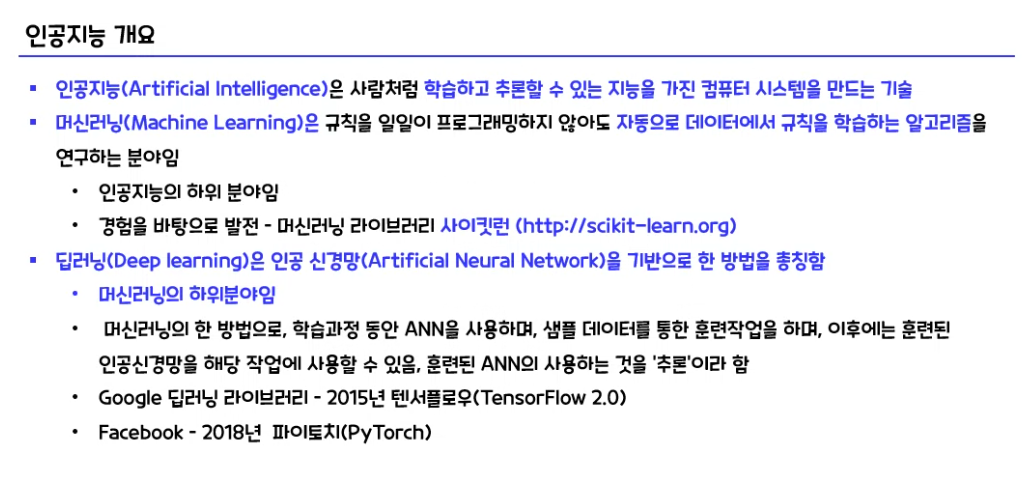 인공지능 개요
▪ 인공지능(Artificial Intelligence)은 사람처럼 학습하고 추론할 수 있는 지능을 가진 컴퓨터 시스템을 만드는 기술
▪ 머신러닝(Machine Learning)은 규칙을 일일이 프로그래밍하지 않아도 자동으로 데이터에서 규칙을 학습하는 알고리즘을
연구하는 분야임
• 인공지능의 하위 분야임
• 경험을 바탕으로 발전 - 머신러닝 라이브러리 사이킷런 (http://scikit-learn.org)
▪ 딥러닝(Deep learning)은 인공 신경망(Artificial Neural Network)을 기반으로 한 방법을 총칭함
• 머신러닝의 하위분야임
• 머신러닝의 한 방법으로, 학습과정 동안 ANN을 사용하며, 샘플 데이터를 통한 훈련작업을 하며, 이후에는 훈련된
인공신경망을 해당 작업에 사용할 수 있음, 훈련된 ANN의 사용하는 것을 '추론'이라 함
• Google 딥러닝 라이브러리 - 2015년 텐서플로우(TensorFlow 2.0)
• Facebook - 2018년 파이토치(PyTorch)